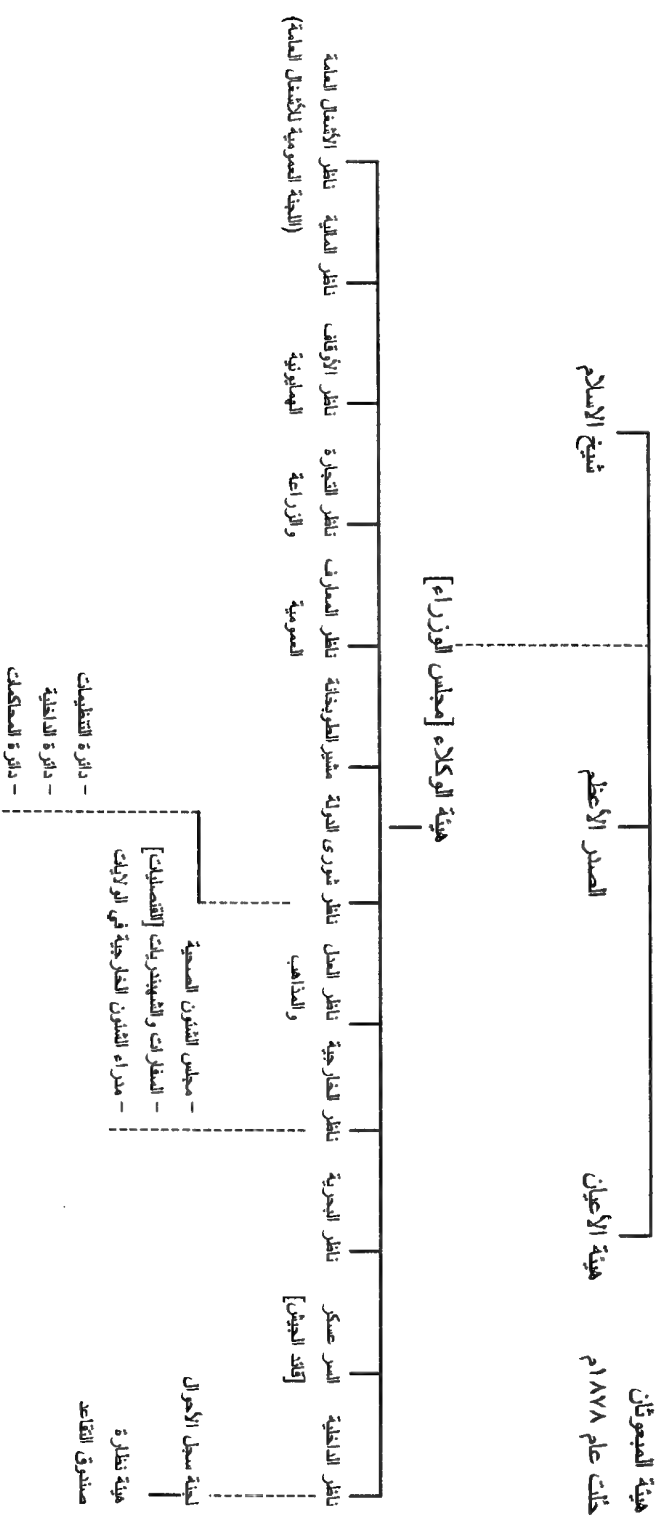 هيئة المبعوثان
حلت عام ١٨٧٨م
هيئة الأعيان
الصدر الأعظم
شيخ الاسلام
هيئة الوكلاء [مجلس الوزراء]
ناظر الداخلية
السر عسكر
[قائد الجيش]
ناظر البحرية
ناظر الخارجية
ناظر العدل
والمذاهب
ناظر شورى الدولة
مشير الطوبخانة
ناظر المعارف
العمومية
ناظر التجارة
والزراعة
ناظر الأوقاف
الهمايونية
ناظر المالية
ناظر الأشغال العامة
(اللجنة العمومية للأشغال العامة)
لجنة سجل الأحوال
هيئة نظارة
صندوق التقاعد
- مجلس الشئون الصحية
- السفارات والشهبندريات [القنصليات]
- مدراء الشئون الخارجية في الولايات
- دائرة التنظيمات
- دائرة الداخلية
- دائرة المحاكمات